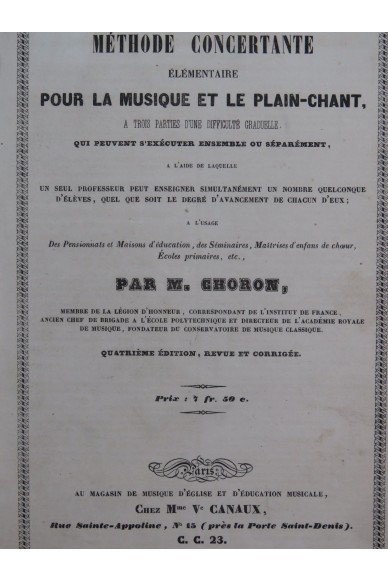 MÉTHODE CONCERTANTE
ÉLÉMENTAIRE
POUR LA MUSIQUE ET LE PLAIN-CHANT,
A TROIS PARTIES D'UNE DIFFICULTÉ GRADUELLE.
QUI PEUVENT S'EXÉCUTER ENSEMBLE OU SÉPARÉMENT,
A L'AIDE DE LAQUELLE
UN SEUL PROFESSEUR PEUT ENSEIGNER SIMULTANÉMENT UN NOMBRE QUELCONQUE
D'ÉLÈVES, QUEL QUE SOIT LE DEGRÉ D'AVANCEMENT DE CHACUN D'EUX;
A L'USAGE
Des Pensionnats et Maisons d'éducation, des Séminaires, Maîtrises d'enfans de chœur,
Écoles primaires, etc.,
PAR M. CHORON,
MEMBRE DE LA LÉGION D'HONNEUR, CORRESPONDANT DE L'INSTITUT DE FRANCE,
ANCIEN CHEF DE BRIGADE A L'ÉCOLE POLYTECHNIQUE ET DIRECTEUR DE L'ACADÉMIE ROYALE
DE MUSIQUE, FONDATEUR DU CONSERVATOIRE DE MUSIQUE CLASSIQUE.
QUATRIÈME ÉDITION, REVUE ET CORRIGÉE.
Prix : 7 fr. 50 c.
Paris
AU MAGASIN DE MUSIQUE D'ÉGLISE ET D'ÉDUCATION MUSICALE,
CHEZ Mme Ve CANAUX,
Rue Sainte-Appoline, No 15 (près la Porte Saint-Denis).
C. C. 23.